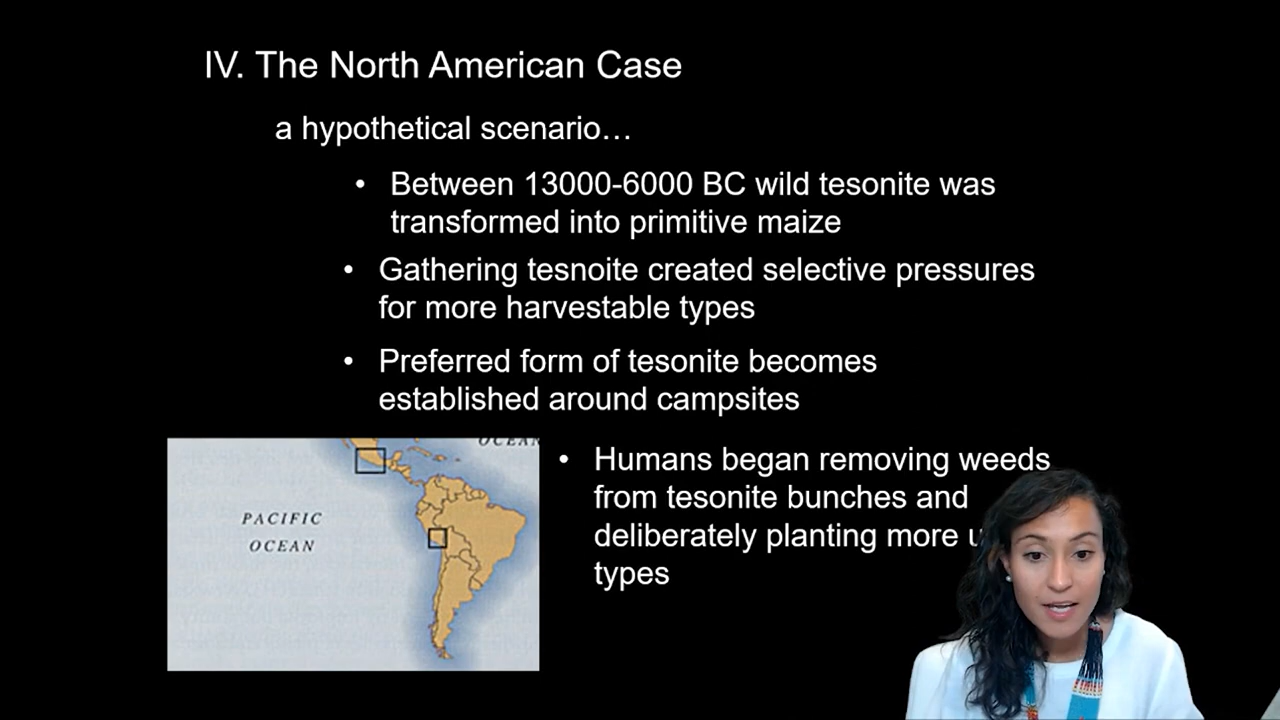 IV. The North American Case
a hypothetical scenario…
• Between 13000-6000 BC wild tesonite was
transformed into primitive maize
• Gathering tesnoite created selective pressures
for more harvestable types
• Preferred form of tesonite becomes
established around campsites
OCEAN
PACIFIC
OCEAN
• Humans began removing weeds
from tesonite bunches and
deliberately planting more
types